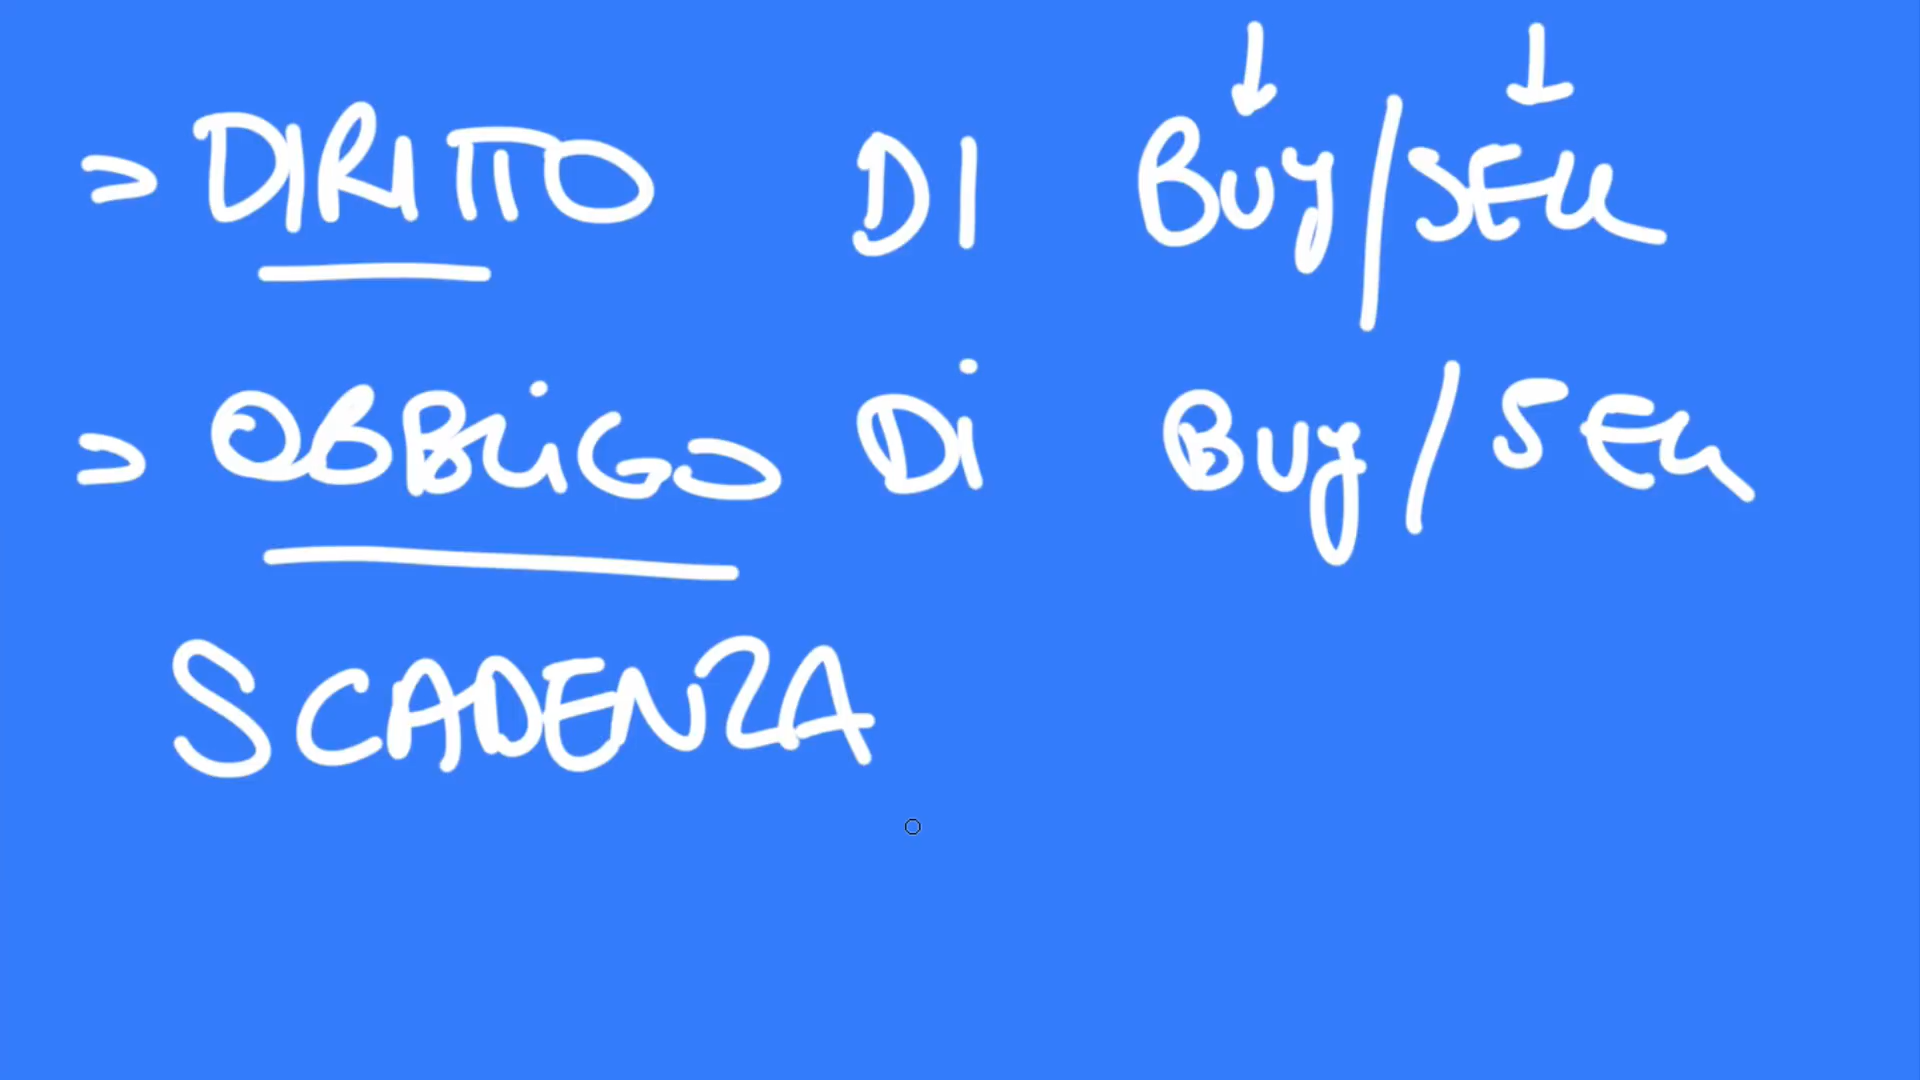 => DIRITTO DI BUy/SELL
=> OBBLIGO Di BUy/SELL
SCADENZA